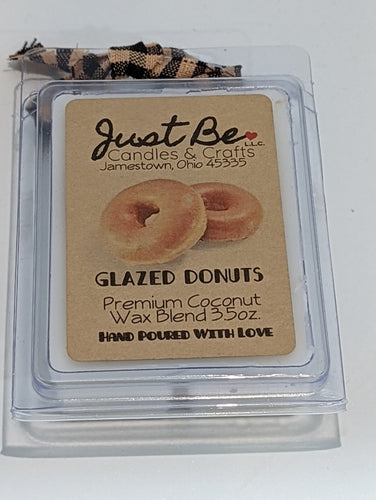 Just Be
L.L.C.
Candles & Crafts
Jamestown, Ohio 45335
GLAZED DONUTS
Premium Coconut
Wax Blend 3.5oz.
HAND POURED WITH LOVE